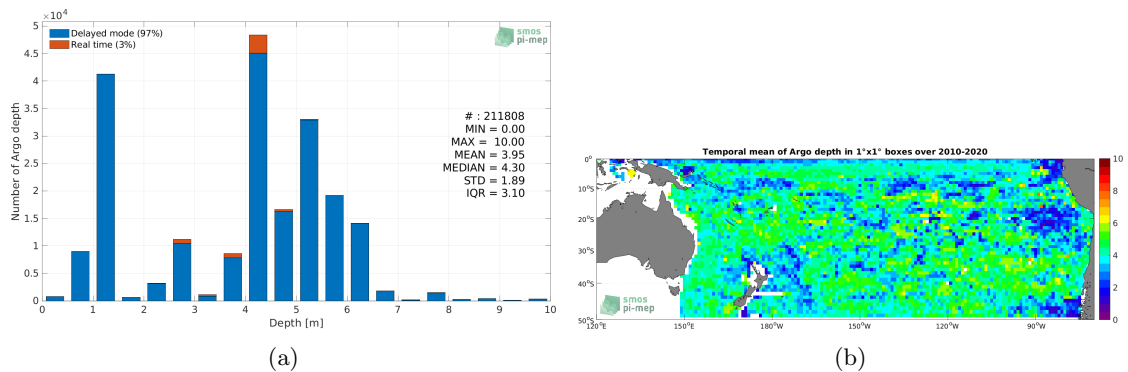 ×10⁴
5
4.5
4
3.5
3
2.5
2
1.5
1
0.5
0
Number of Argo depth
Delayed mode (97%)
Real time (3%)
smos
pi-mep
# : 211808
MIN = 0.00
MAX = 10.00
MEAN = 3.95
MEDIAN = 4.30
STD = 1.89
IQR = 3.10
0 1 2 3 4 5 6 7 8 9 10
Depth [m]
(a)
Temporal mean of Argo depth in 1°x1° boxes over 2010-2020
0°
10°S
20°S
30°S
40°S
50°S
smos
pi-mep
120°E 150°E 180°W 150°W 120°W 90°W
10
8
6
4
2
0
(b)